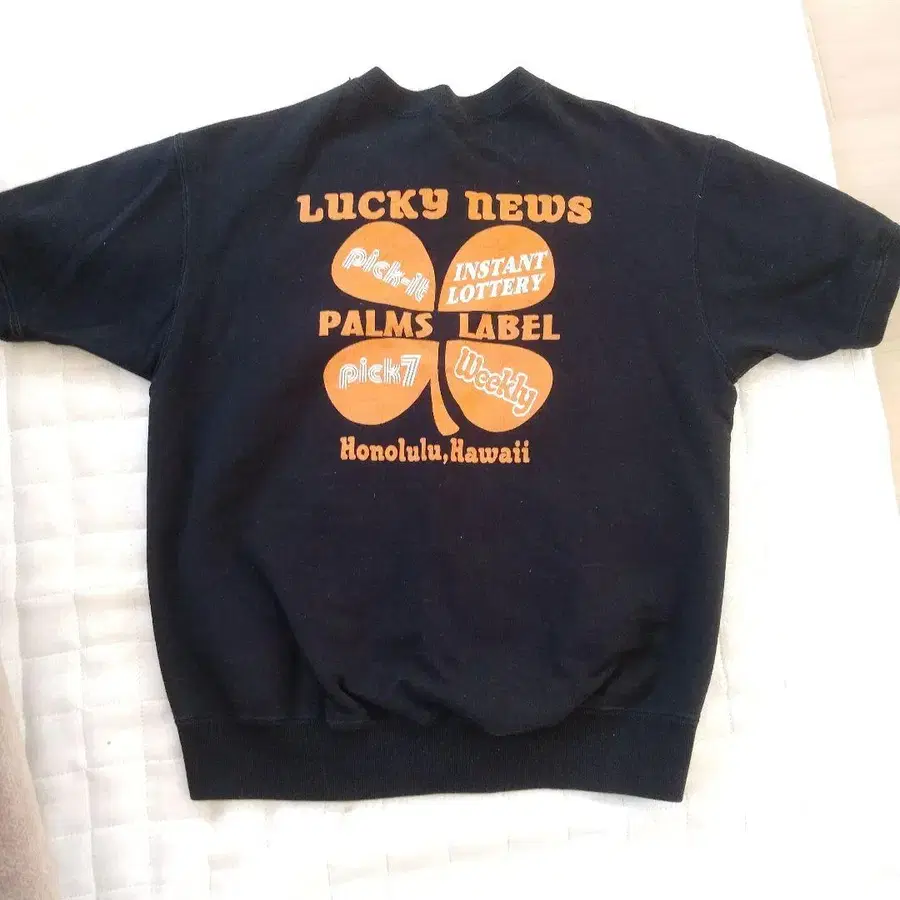 LUCKY NEWS
pick-it
INSTANT
LOTTERY
PALMS LABEL
pick7
Weekly
Honolulu, Hawaii